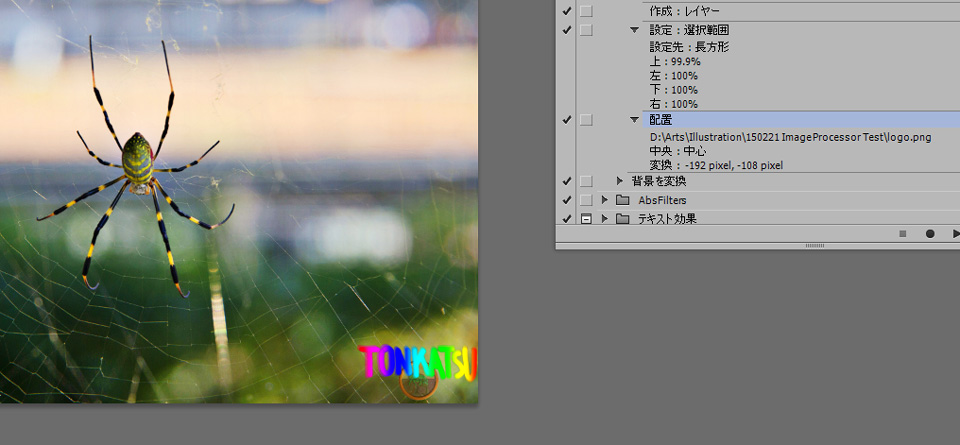 作成：レイヤー
設定：選択範囲
設定先：長方形
上：99.9%
左：100%
下：100%
右：100%
配置
D:\Arts\Illustration\150221 ImageProcessor Test\logo.png
中央：中心
変換：-192 pixel, -108 pixel
背景を変換
AbsFilters
テキスト効果
TONKATSU